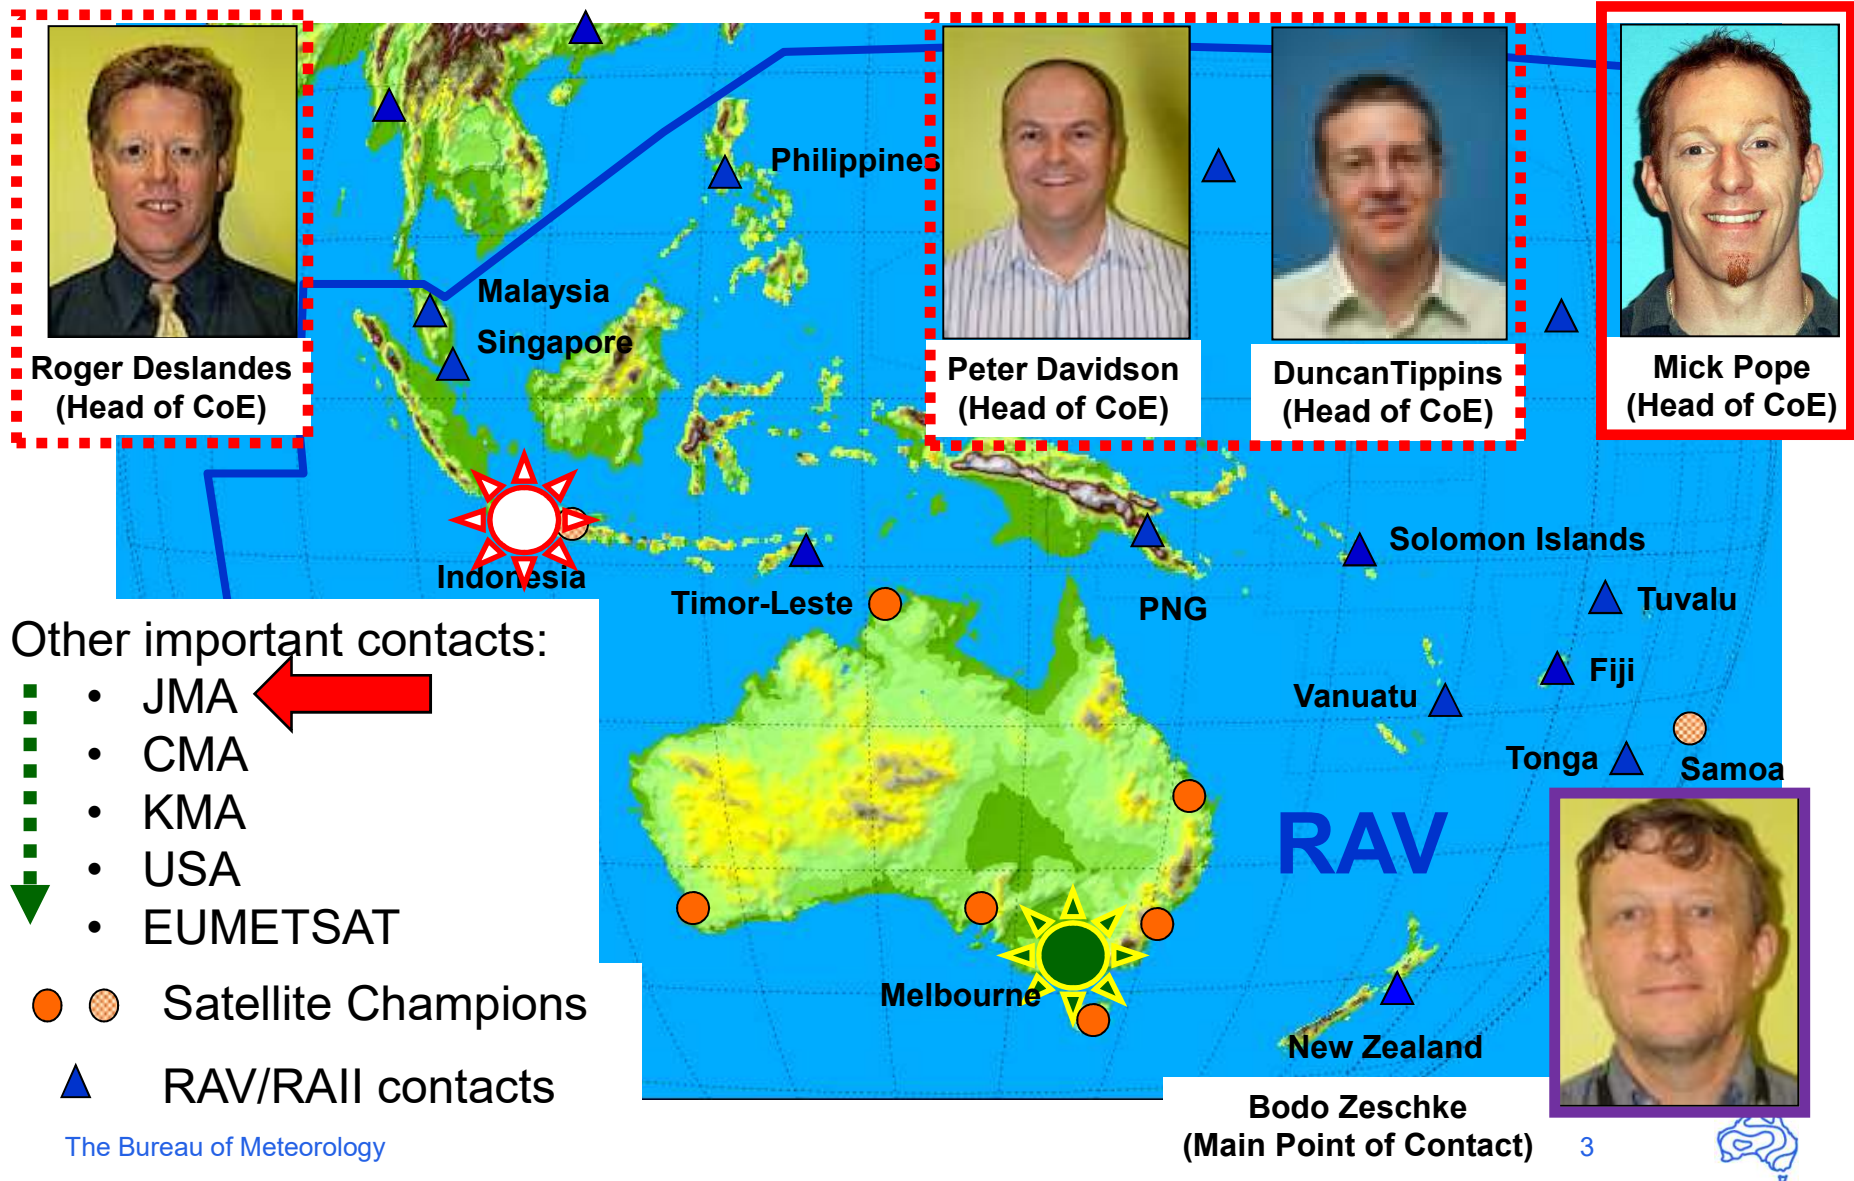 Philippines
Malaysia
Singapore
Roger Deslandes
(Head of CoE)
Peter Davidson
(Head of CoE)
DuncanTippins
(Head of CoE)
Mick Pope
(Head of CoE)
Indonesia
Timor-Leste
PNG
Solomon Islands
Tuvalu
Fiji
Vanuatu
Tonga
Samoa
Other important contacts:
• JMA
• CMA
• KMA
• USA
• EUMETSAT
RAV
Satellite Champions
Melbourne
New Zealand
RAV/RAII contacts
Bodo Zeschke
(Main Point of Contact)
The Bureau of Meteorology
3